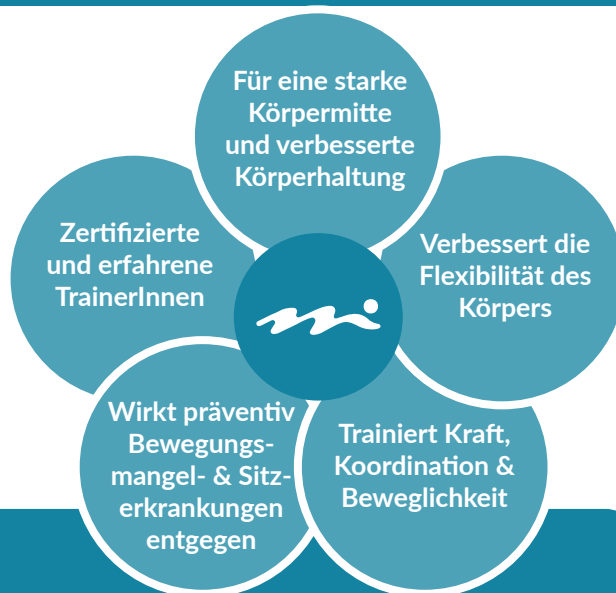 Für eine starke
Körpermitte
und verbesserte
Körperhaltung
Zertifizierte
und erfahrene
TrainerInnen
Verbessert die
Flexibilität des
Körpers
Wirkt präventiv
Bewegungs-
mangel- & Sitz-
erkrankungen
entgegen
Trainiert Kraft,
Koordination &
Beweglichkeit